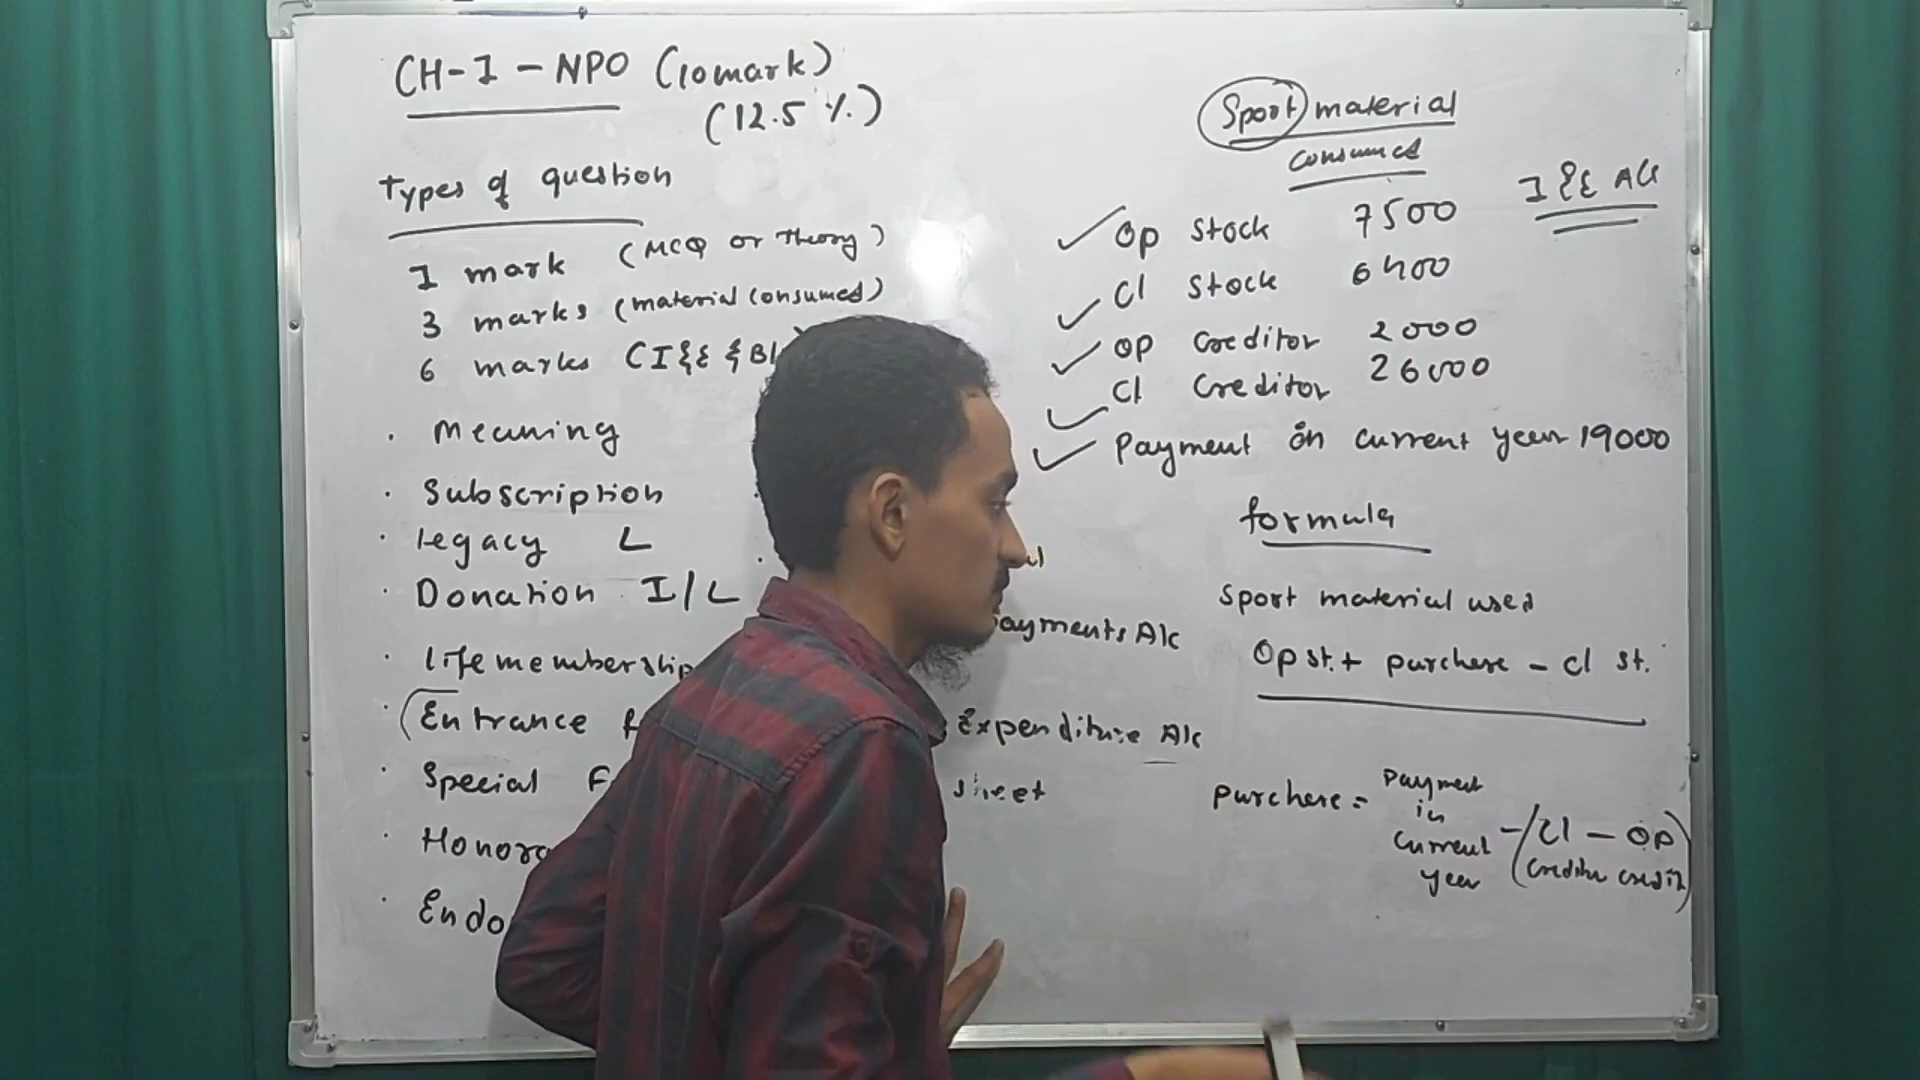 CH-I - NPO (10 mark)
(12.5 %)
Types of question
1 mark (MCQ or Theory)
3 marks (material consumed)
6 marks (I&E & Bl
. Meaning
. Subscription
. Legacy L
. Donation I/L
. Life membership
. Entrance f
. Special F
. Honora
. Endo
payments A/c
Expenditure A/c
sheet
Sport material
consumed
I & E A/c
Op stock 7500
Cl stock 6400
Op creditor 2000
Cl creditor 26000
Payment in current year 19000
formula
Sport material used
Op st. + purchase - cl st.
purchase = Payment in current year - (Cl creditor - Op credit)